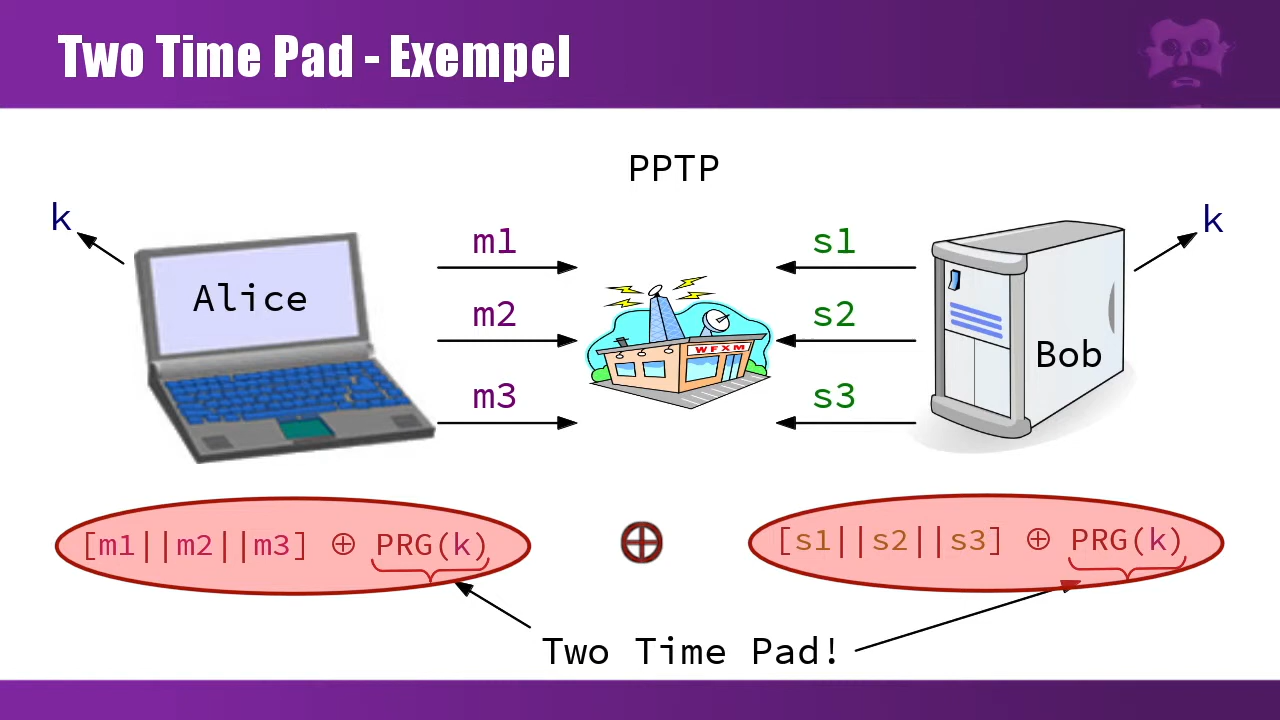 Two Time Pad - Exempel
PPTP
k
k
m1
s1
Alice
m2
s2
WFXM
Bob
m3
s3
[m1||m2||m3] ⊕ PRG(k)
⊕
[s1||s2||s3] ⊕ PRG(k)
Two Time Pad!